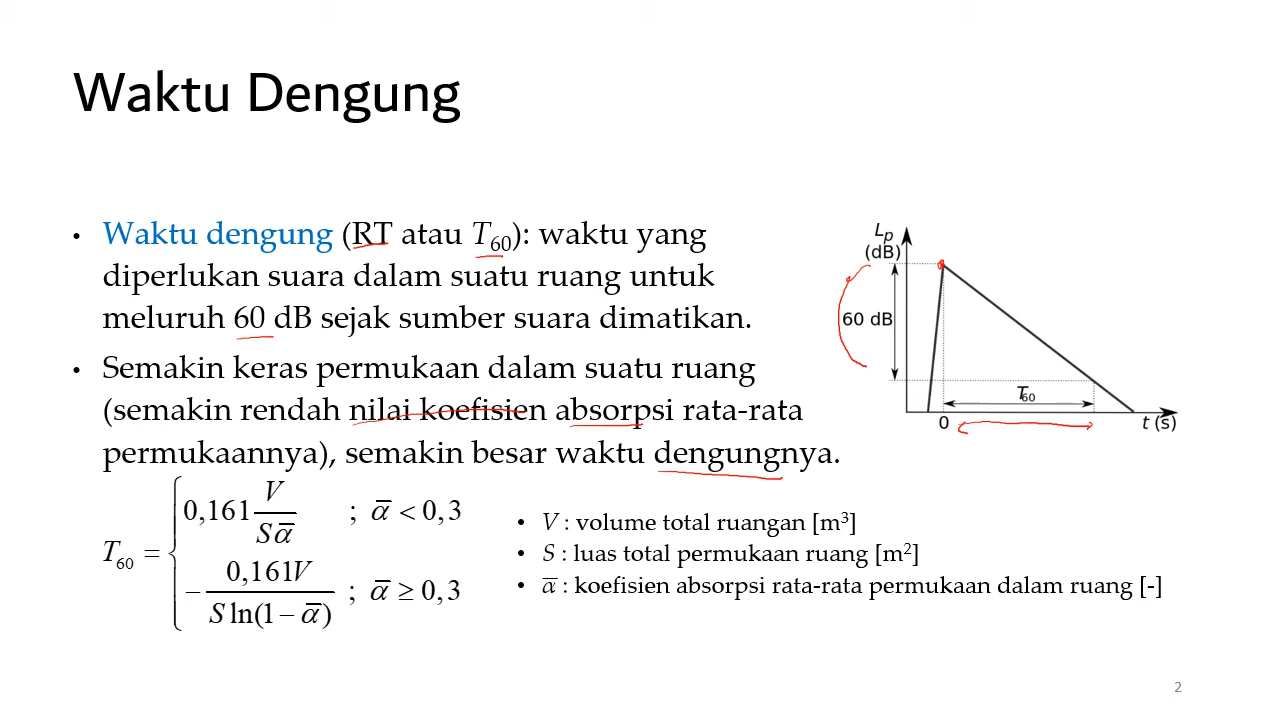 Waktu Dengung
• Waktu dengung (RT atau T₆₀): waktu yang
diperlukan suara dalam suatu ruang untuk
meluruh 60 dB sejak sumber suara dimatikan.
• Semakin keras permukaan dalam suatu ruang
(semakin rendah nilai koefisien absorpsi rata-rata
permukaannya), semakin besar waktu dengungnya.
T₆₀ = { 0,161 V / Sα̅ ; α̅ < 0,3
− 0,161V / S ln(1 − α̅) ; α̅ ≥ 0,3
• V : volume total ruangan [m³]
• S : luas total permukaan ruang [m²]
• α̅ : koefisien absorpsi rata-rata permukaan dalam ruang [-]
Lp
(dB)
60 dB
T₆₀
0
t (s)
2